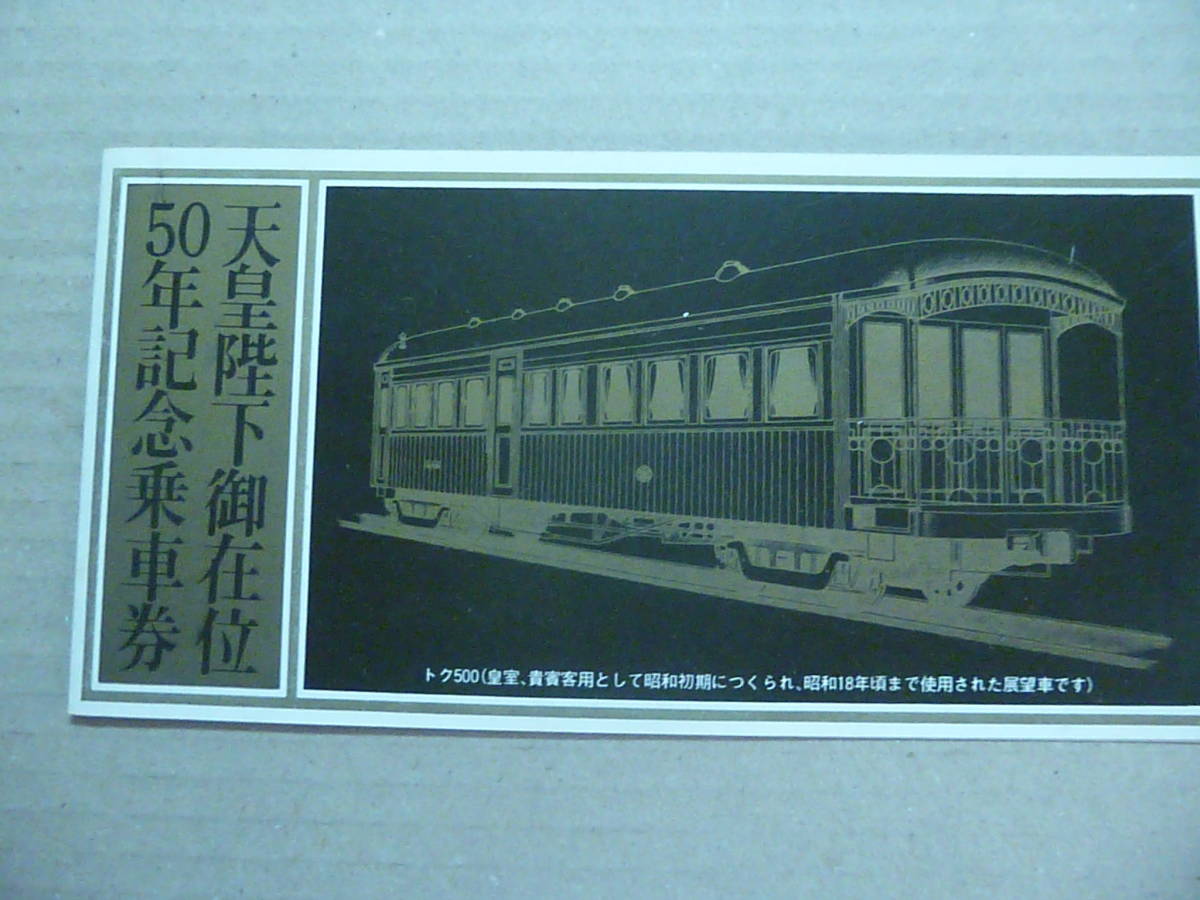 天皇陛下御在位
50年記念乗車券
トク500(皇室、貴賓客用として昭和初期につくられ、昭和18年頃まで使用された展望車です)